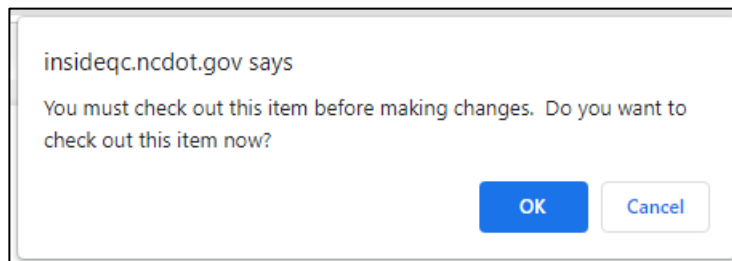 insideqc.ncdot.gov says
You must check out this item before making changes.  Do you want to
check out this item now?
OK
Cancel